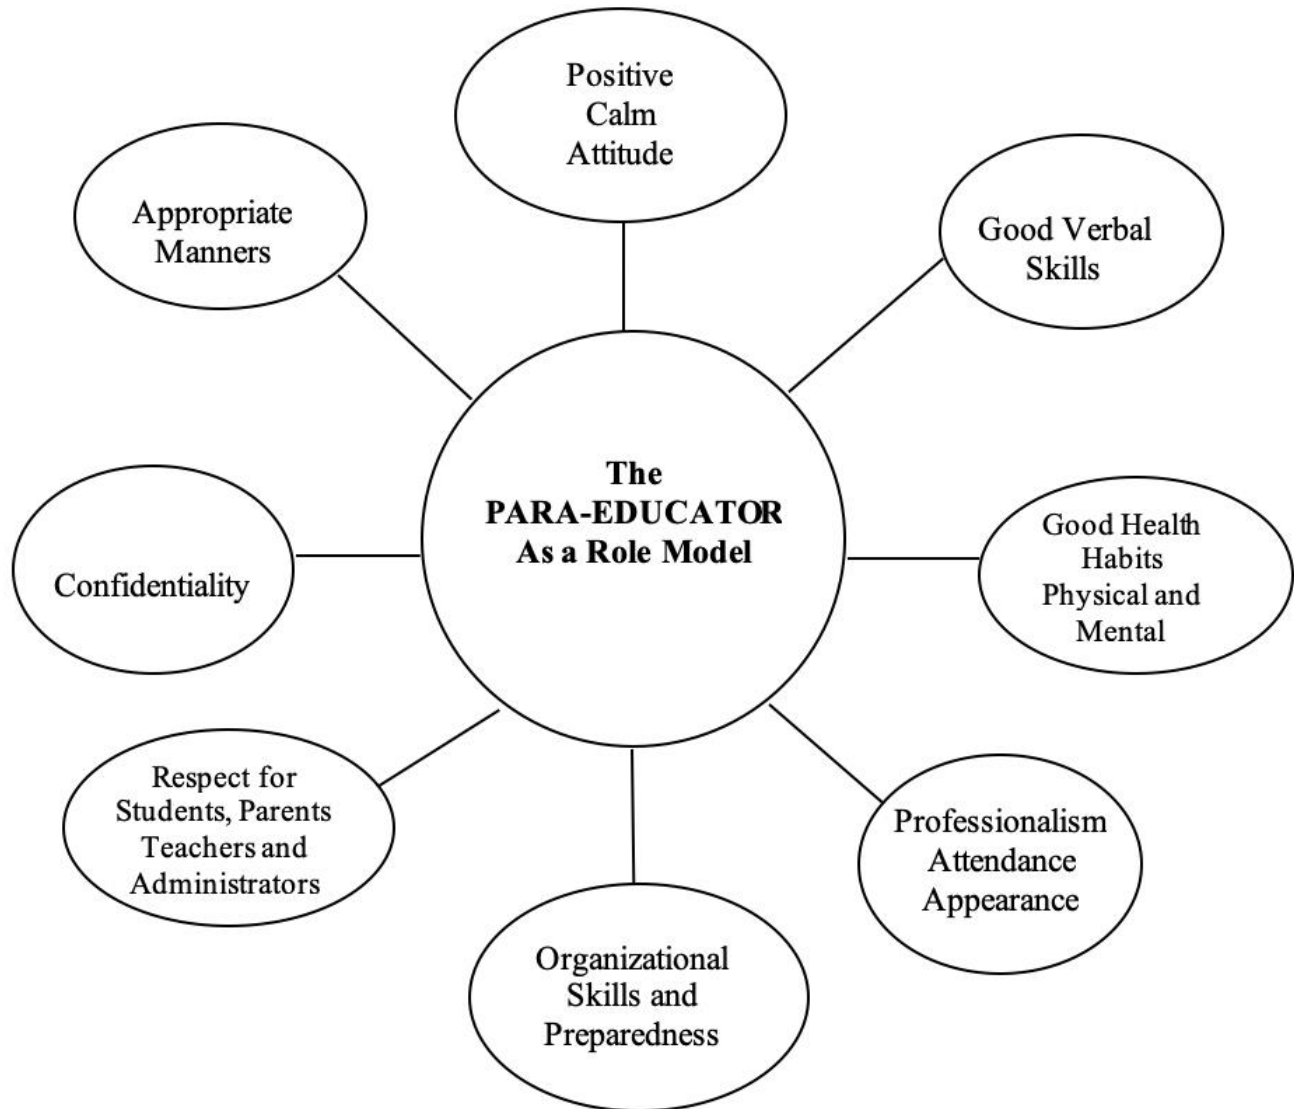 Positive
Calm
Attitude
Appropriate
Manners
Good Verbal
Skills
The
PARA-EDUCATOR
As a Role Model
Confidentiality
Good Health
Habits
Physical and
Mental
Respect for
Students, Parents
Teachers and
Administrators
Professionalism
Attendance
Appearance
Organizational
Skills and
Preparedness